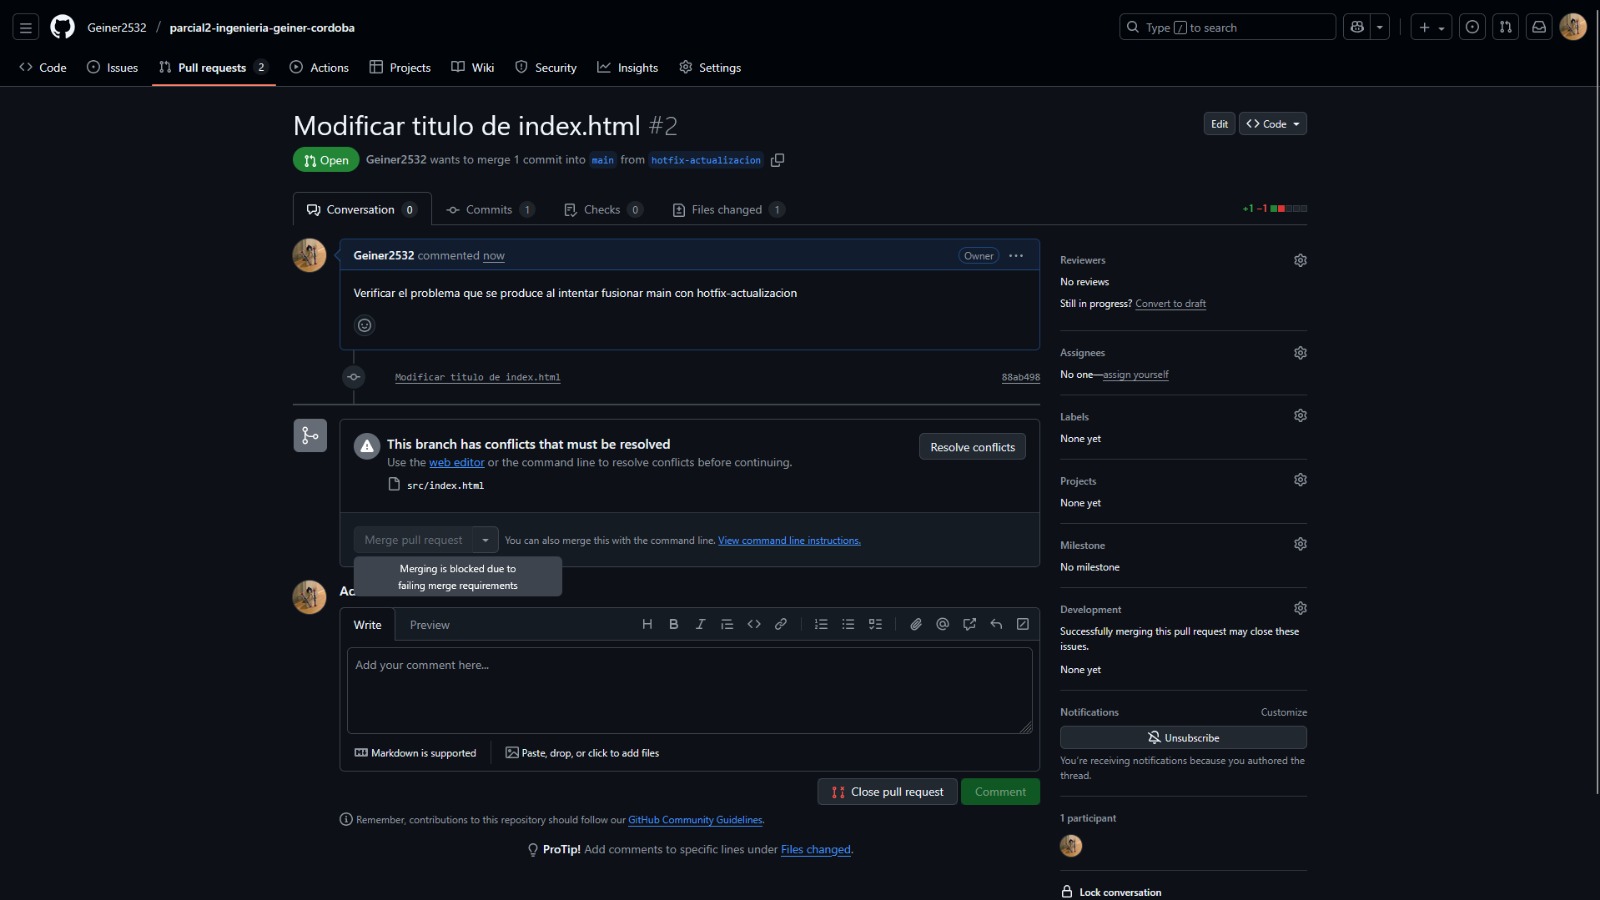 Geiner2532 / parcial2-ingenieria-geiner-cordoba
Type / to search
Code
Issues
Pull requests 2
Actions
Projects
Wiki
Security
Insights
Settings
Modificar titulo de index.html #2
Edit
Code
Open
Geiner2532 wants to merge 1 commit into main from hotfix-actualizacion
Conversation 0
Commits 1
Checks 0
Files changed 1
+1 −1
Geiner2532 commented now
Owner
Verificar el problema que se produce al intentar fusionar main con hotfix-actualizacion
Modificar titulo de index.html
88ab498
This branch has conflicts that must be resolved
Use the web editor or the command line to resolve conflicts before continuing.
src/index.html
Resolve conflicts
Merge pull request
You can also merge this with the command line. View command line instructions.
Merging is blocked due to
failing merge requirements
Write
Preview
Add your comment here...
Markdown is supported
Paste, drop, or click to add files
Close pull request
Comment
Remember, contributions to this repository should follow our GitHub Community Guidelines.
ProTip! Add comments to specific lines under Files changed.
Reviewers
No reviews
Still in progress? Convert to draft
Assignees
No one—assign yourself
Labels
None yet
Projects
None yet
Milestone
No milestone
Development
Successfully merging this pull request may close these
issues.
None yet
Notifications
Customize
Unsubscribe
You're receiving notifications because you authored the
thread.
1 participant
Lock conversation